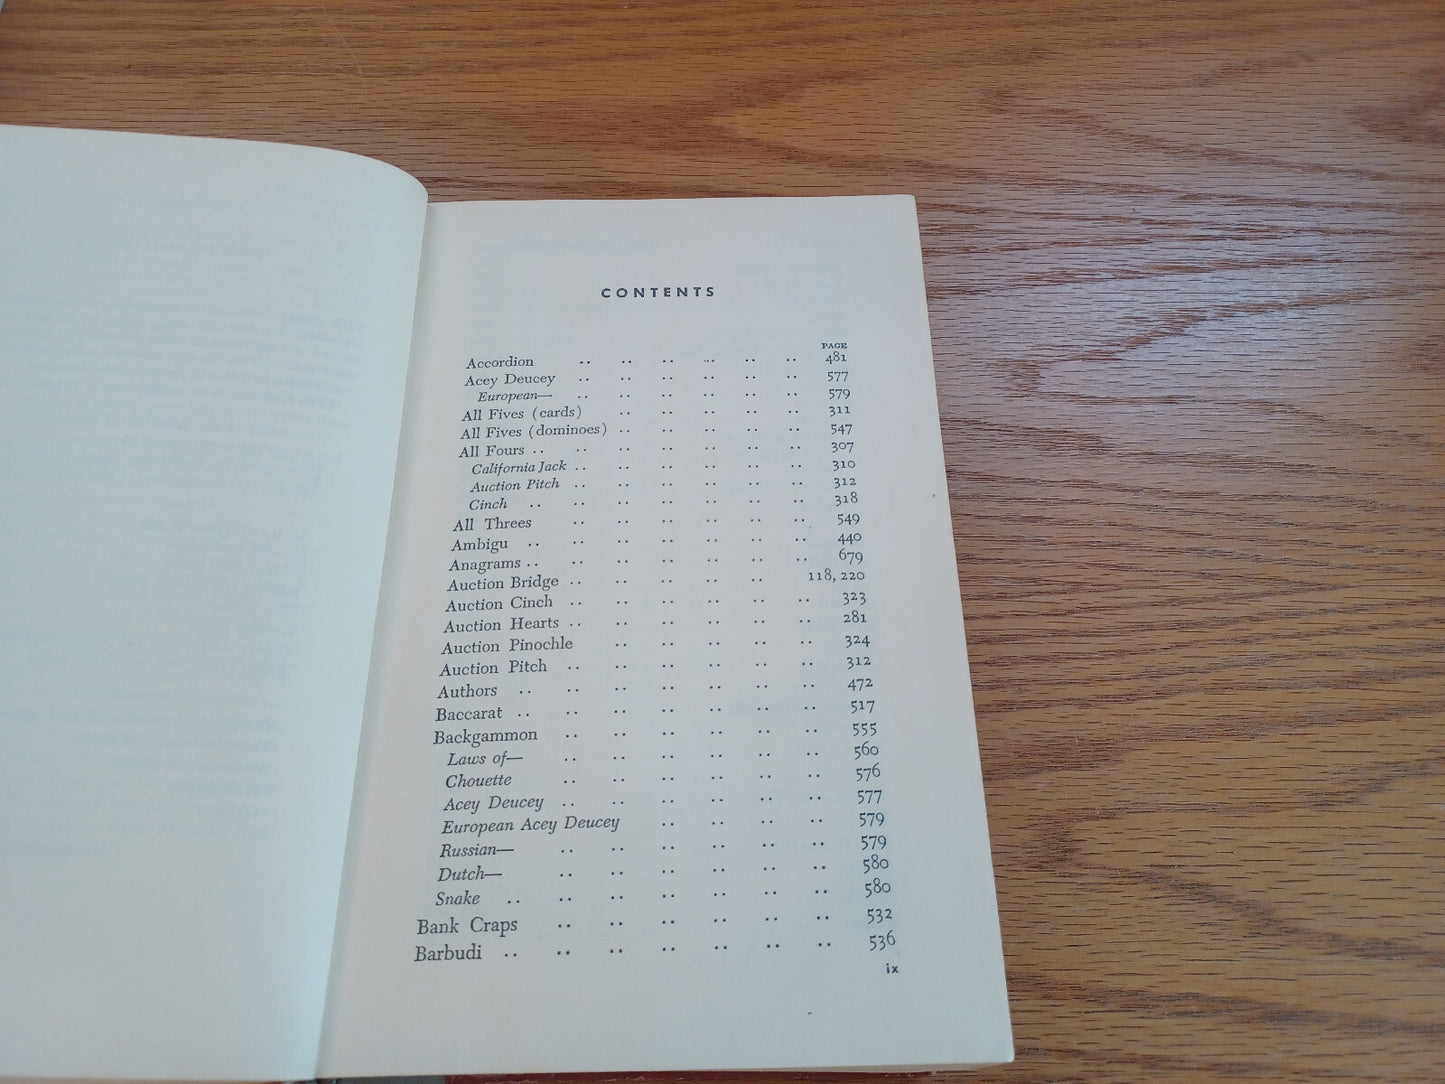 CONTENTS
PAGE
Accordion .. .. .. .. .. .. 481
Acey Deucey .. .. .. .. .. .. 577
European— .. .. .. .. .. .. 579
All Fives (cards) .. .. .. .. .. 311
All Fives (dominoes) .. .. .. .. .. 547
All Fours .. .. .. .. .. .. .. 307
California Jack .. .. .. .. .. .. 310
Auction Pitch .. .. .. .. .. .. 312
Cinch .. .. .. .. .. .. .. 318
All Threes .. .. .. .. .. .. 549
Ambigu .. .. .. .. .. .. .. 440
Anagrams .. .. .. .. .. .. .. 679
Auction Bridge .. .. .. .. .. 118, 220
Auction Cinch .. .. .. .. .. .. 323
Auction Hearts .. .. .. .. .. .. 281
Auction Pinochle .. .. .. .. .. 324
Auction Pitch .. .. .. .. .. .. 312
Authors .. .. .. .. .. .. .. 472
Baccarat .. .. .. .. .. .. .. 517
Backgammon .. .. .. .. .. .. 555
Laws of— .. .. .. .. .. .. 560
Chouette .. .. .. .. .. .. 576
Acey Deucey .. .. .. .. .. .. 577
European Acey Deucey .. .. .. .. 579
Russian— .. .. .. .. .. .. 579
Dutch— .. .. .. .. .. .. 580
Snake .. .. .. .. .. .. .. 580
Bank Craps .. .. .. .. .. .. 532
Barbudi .. .. .. .. .. .. .. 536
ix